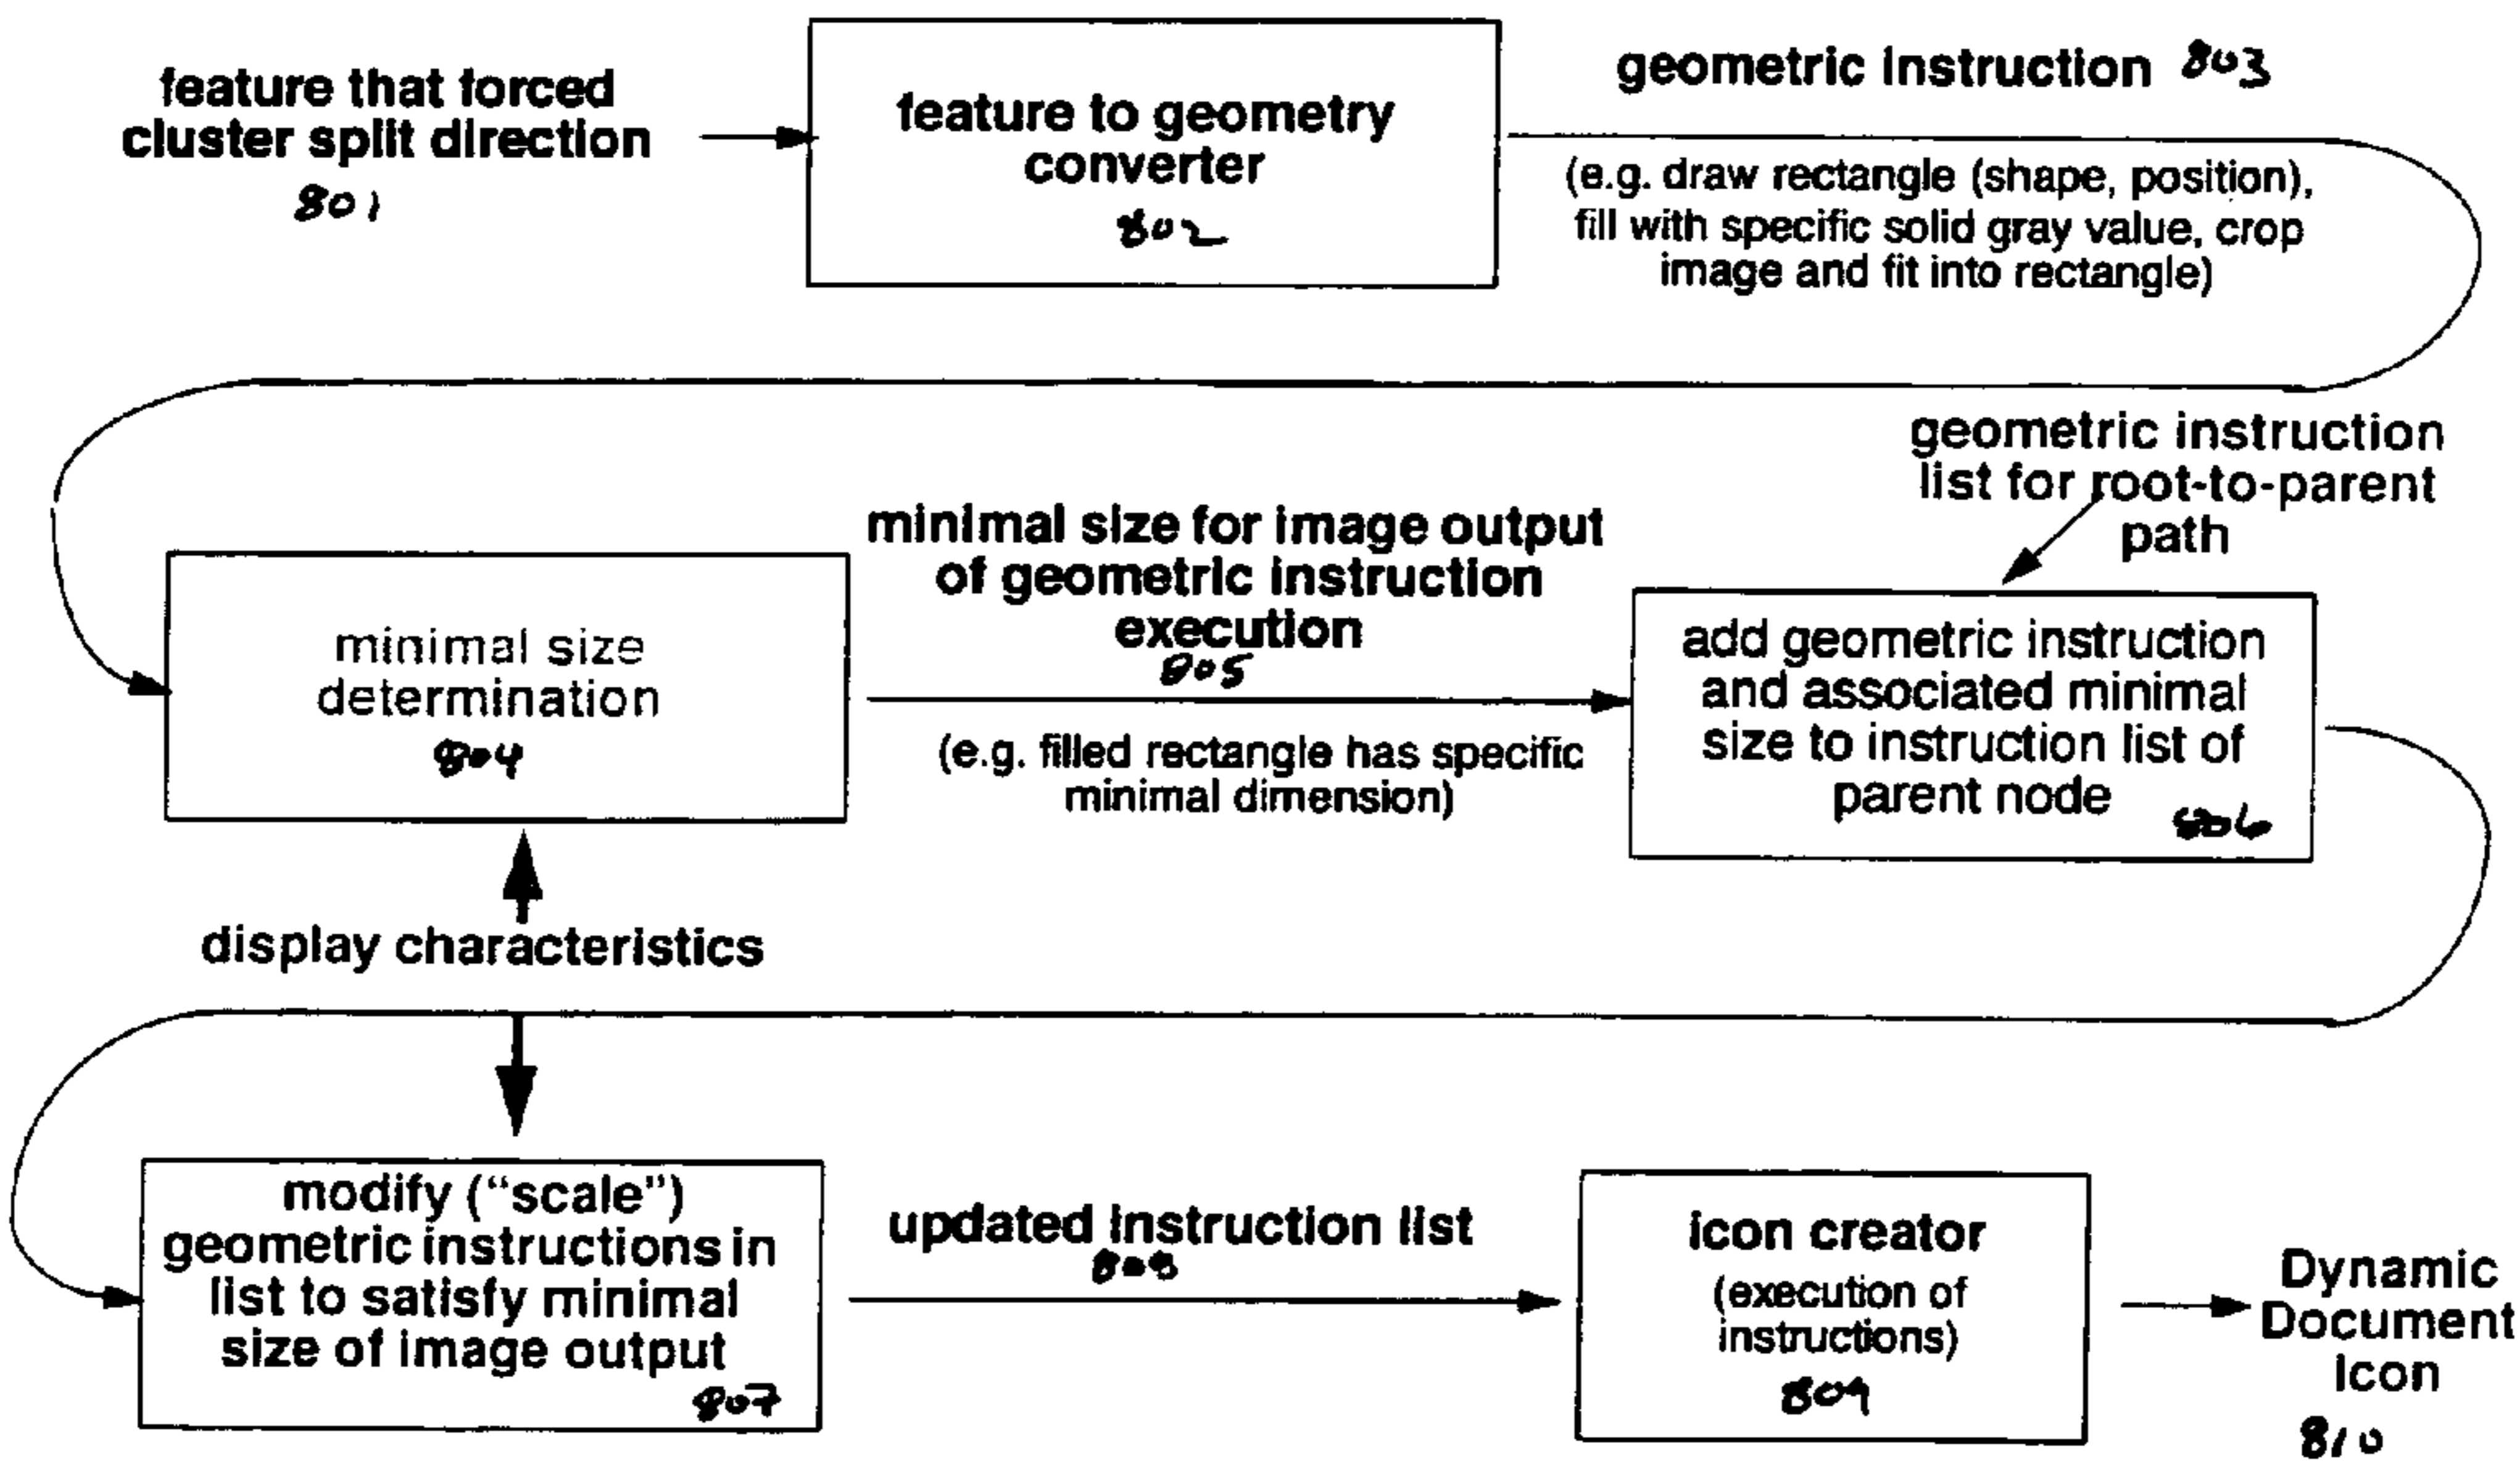 feature that forced
cluster split direction
801
feature to geometry
converter
802
geometric instruction 803
(e.g. draw rectangle (shape, position),
fill with specific solid gray value, crop
image and fit into rectangle)
geometric instruction
list for root-to-parent
path
minimal size
determination
804
minimal size for image output
of geometric instruction
execution
805
(e.g. filled rectangle has specific
minimal dimension)
add geometric instruction
and associated minimal
size to instruction list of
parent node
806
display characteristics
modify (“scale”)
geometric instructions in
list to satisfy minimal
size of image output
807
updated instruction list
808
icon creator
(execution of
instructions)
809
Dynamic
Document
Icon
810